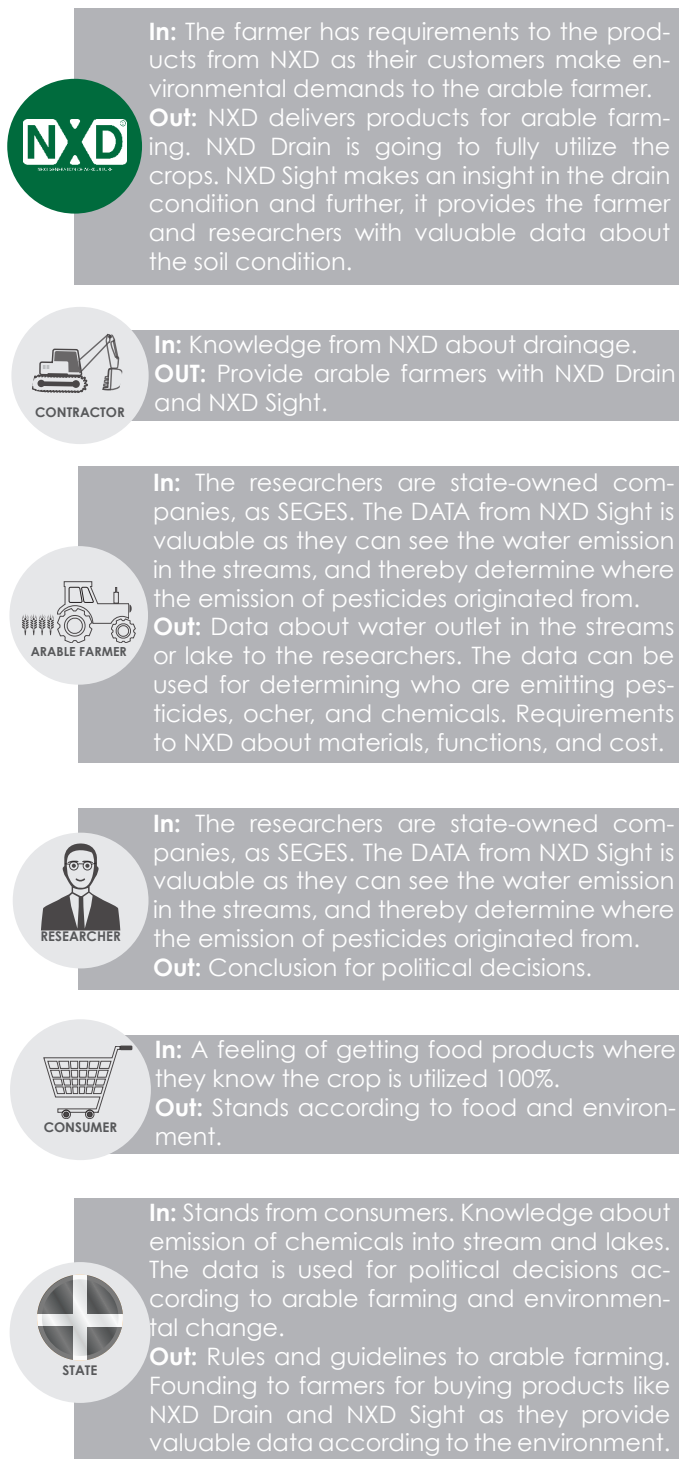 In: The farmer has requirements to the prod-
ucts from NXD as their customers make en-
vironmental demands to the arable farmer.
Out: NXD delivers products for arable farm-
ing. NXD Drain is going to fully utilize the
crops. NXD Sight makes an insight in the drain
condition and further, it provides the farmer
and researchers with valuable data about
the soil condition.
NXD
In: Knowledge from NXD about drainage.
OUT: Provide arable farmers with NXD Drain
and NXD Sight.
CONTRACTOR
In: The researchers are state-owned com-
panies, as SEGES. The DATA from NXD Sight is
valuable as they can see the water emission
in the streams, and thereby determine where
the emission of pesticides originated from.
Out: Data about water outlet in the streams
or lake to the researchers. The data can be
used for determining who are emitting pes-
ticides, ocher, and chemicals. Requirements
to NXD about materials, functions, and cost.
ARABLE FARMER
In: The researchers are state-owned com-
panies, as SEGES. The DATA from NXD Sight is
valuable as they can see the water emission
in the streams, and thereby determine where
the emission of pesticides originated from.
Out: Conclusion for political decisions.
RESEARCHER
In: A feeling of getting food products where
they know the crop is utilized 100%.
Out: Stands according to food and environ-
ment.
CONSUMER
In: Stands from consumers. Knowledge about
emission of chemicals into stream and lakes.
The data is used for political decisions ac-
cording to arable farming and environmen-
tal change.
Out: Rules and guidelines to arable farming.
Founding to farmers for buying products like
NXD Drain and NXD Sight as they provide
valuable data according to the environment.
STATE